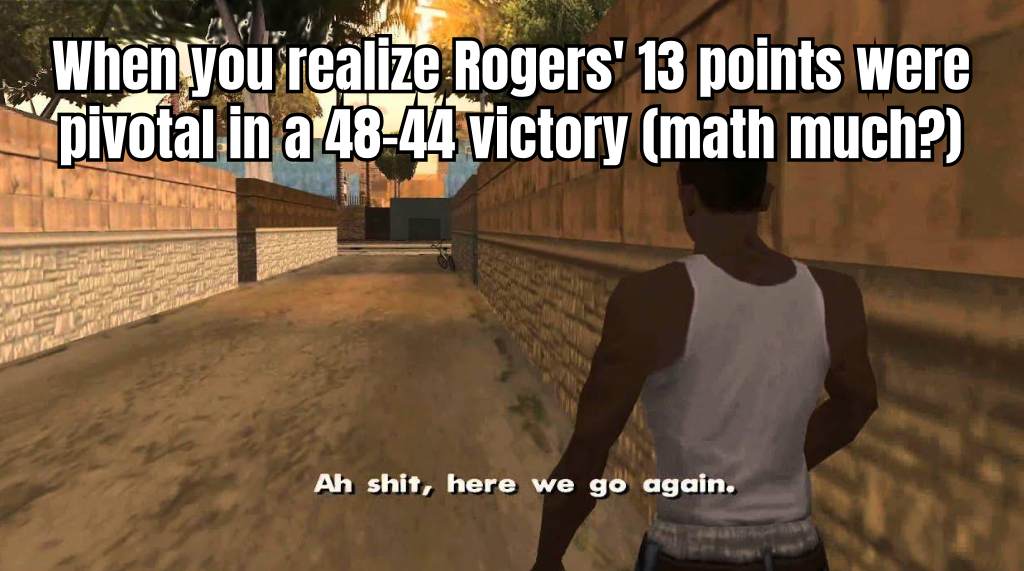 When you realize Rogers' 13 points were
pivotal in a 48-44 victory (math much?)
Ah shit, here we go again.